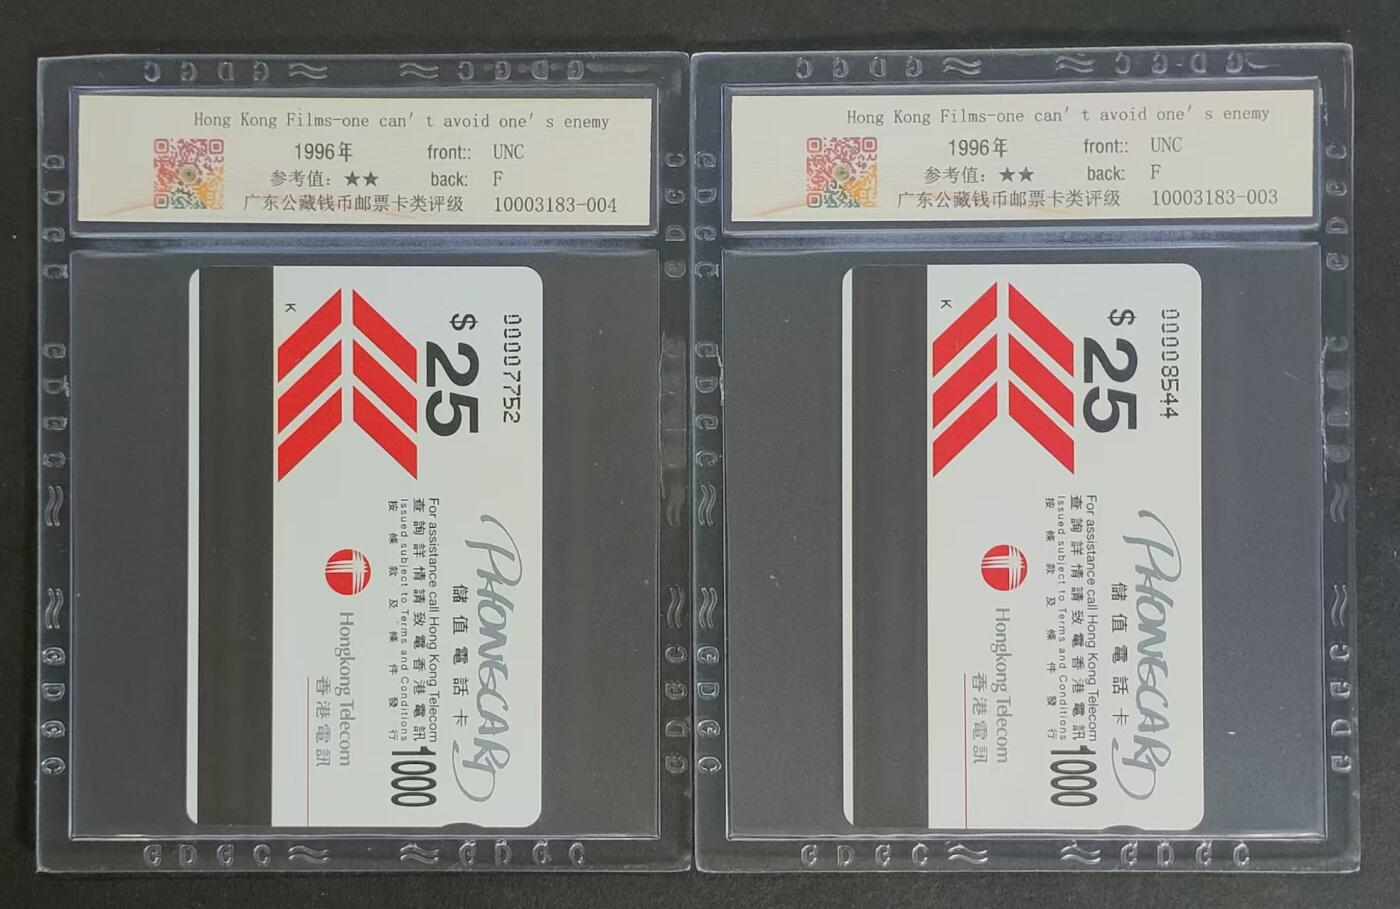 Hong Kong Films-one can't avoid one's enemy
1996年 front:: UNC
参考值: ★★ back: F
广东公藏钱币邮票卡类评级 10003183-004
K
$25
00007752
PHONECARD
儲值電話卡
For assistance call Hong Kong Telecom
查詢詳情請致電香港電訊
Issued subject to Terms and Conditions
按條款及條件發行
1000
Hongkong Telecom
香港電訊
Hong Kong Films-one can't avoid one's enemy
1996年 front:: UNC
参考值: ★★ back: F
广东公藏钱币邮票卡类评级 10003183-003
K
$25
00008544
PHONECARD
儲值電話卡
For assistance call Hong Kong Telecom
查詢詳情請致電香港電訊
Issued subject to Terms and Conditions
按條款及條件發行
1000
Hongkong Telecom
香港電訊